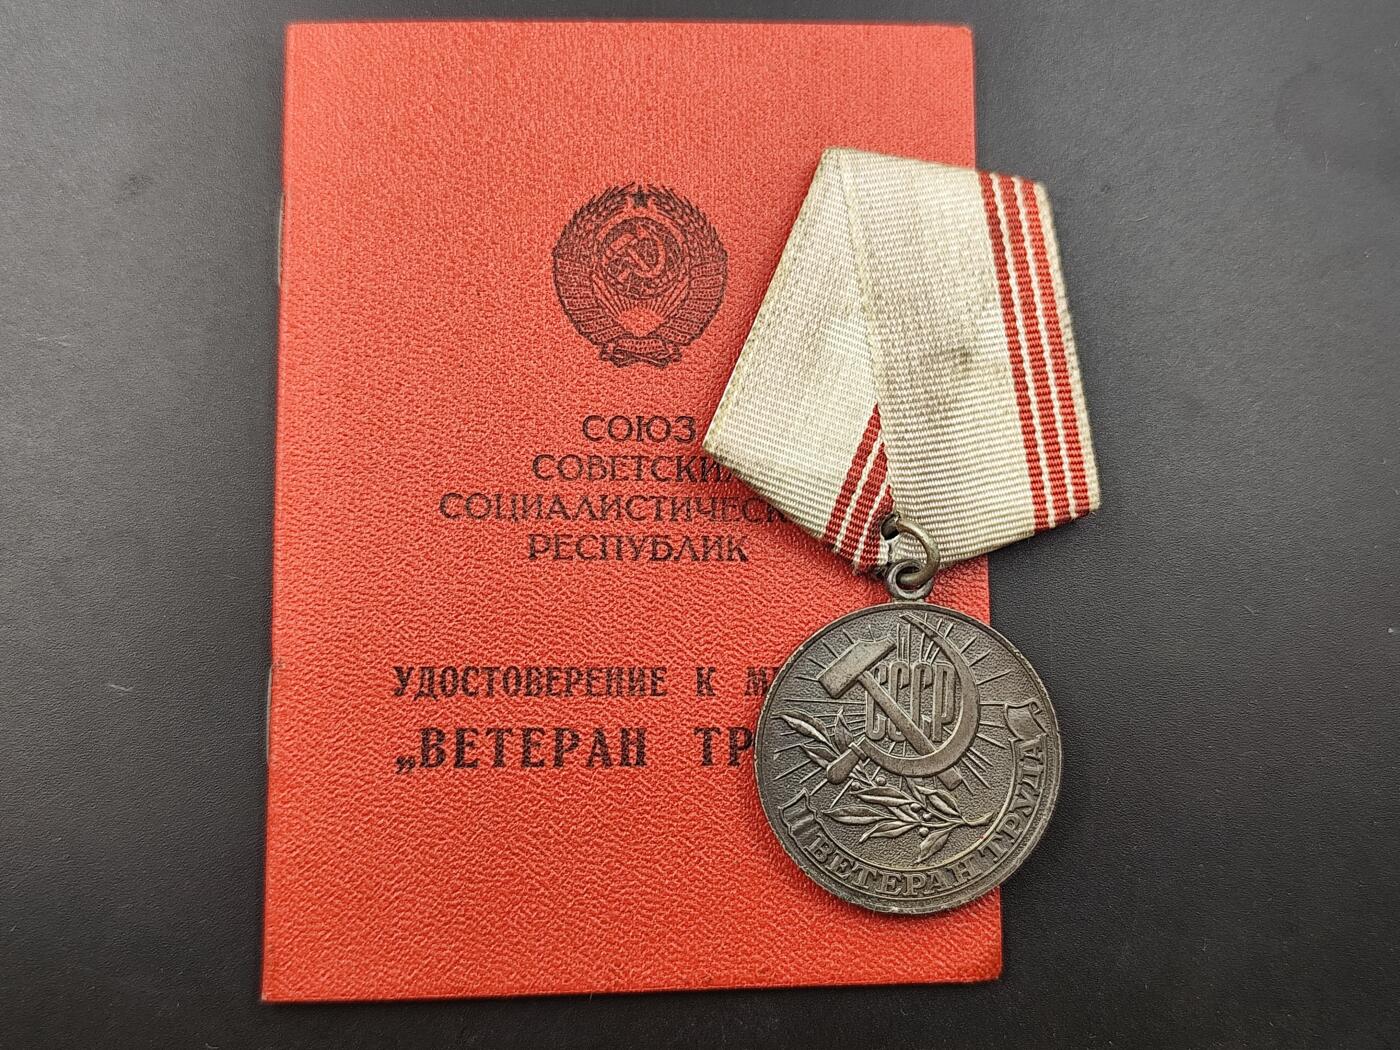 СОЮЗ
СОВЕТСКИХ
СОЦИАЛИСТИЧЕСК
РЕСПУБЛИК
УДОСТОВЕРЕНИЕ К М
„ВЕТЕРАН ТР
СССР
ВЕТЕРАН ТРУДА